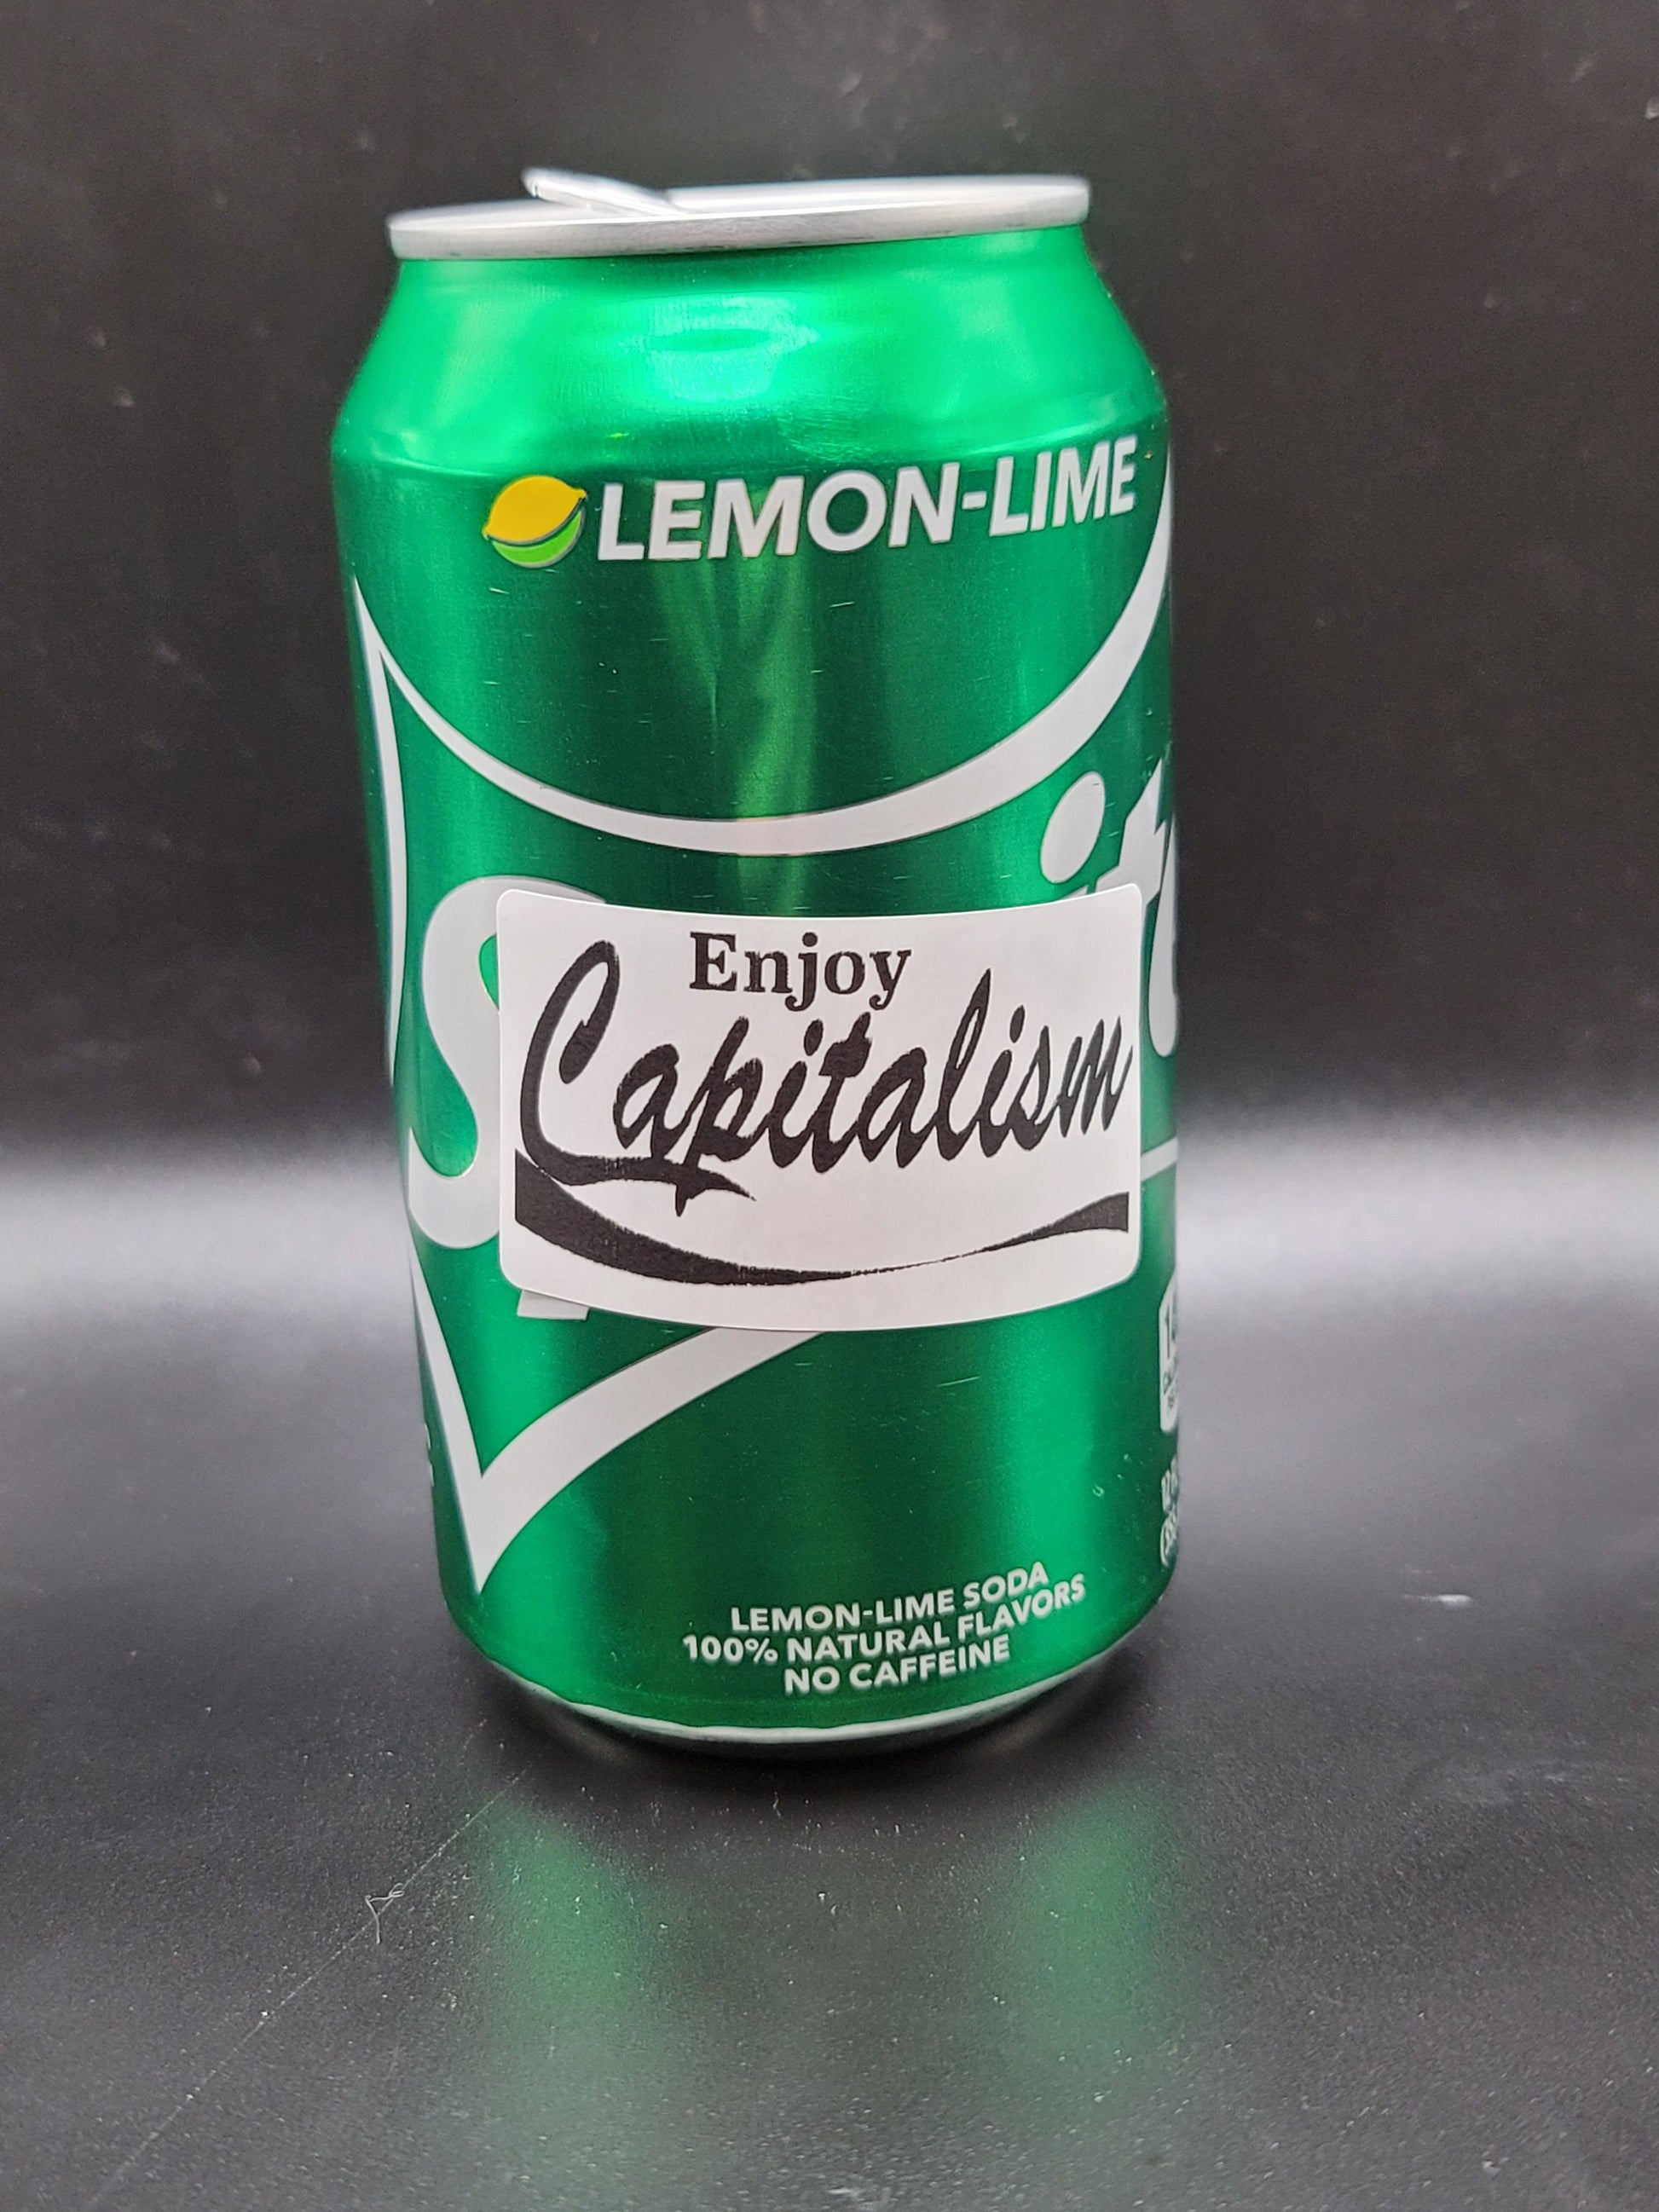 LEMON-LIME
Enjoy
Capitalism
LEMON-LIME SODA
100% NATURAL FLAVORS
NO CAFFEINE